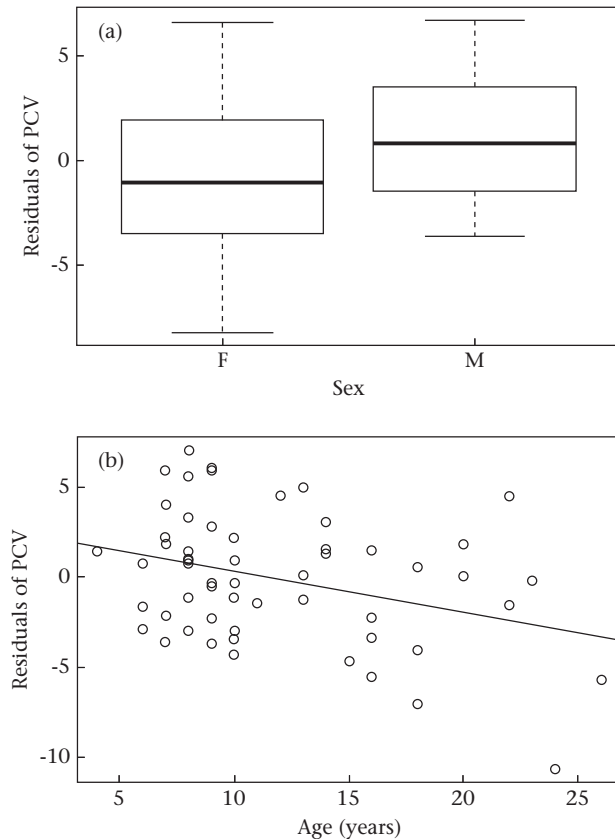 (a)
Residuals of PCV
5
0
-5
F M
Sex
(b)
Residuals of PCV
5
0
-5
-10
5 10 15 20 25
Age (years)